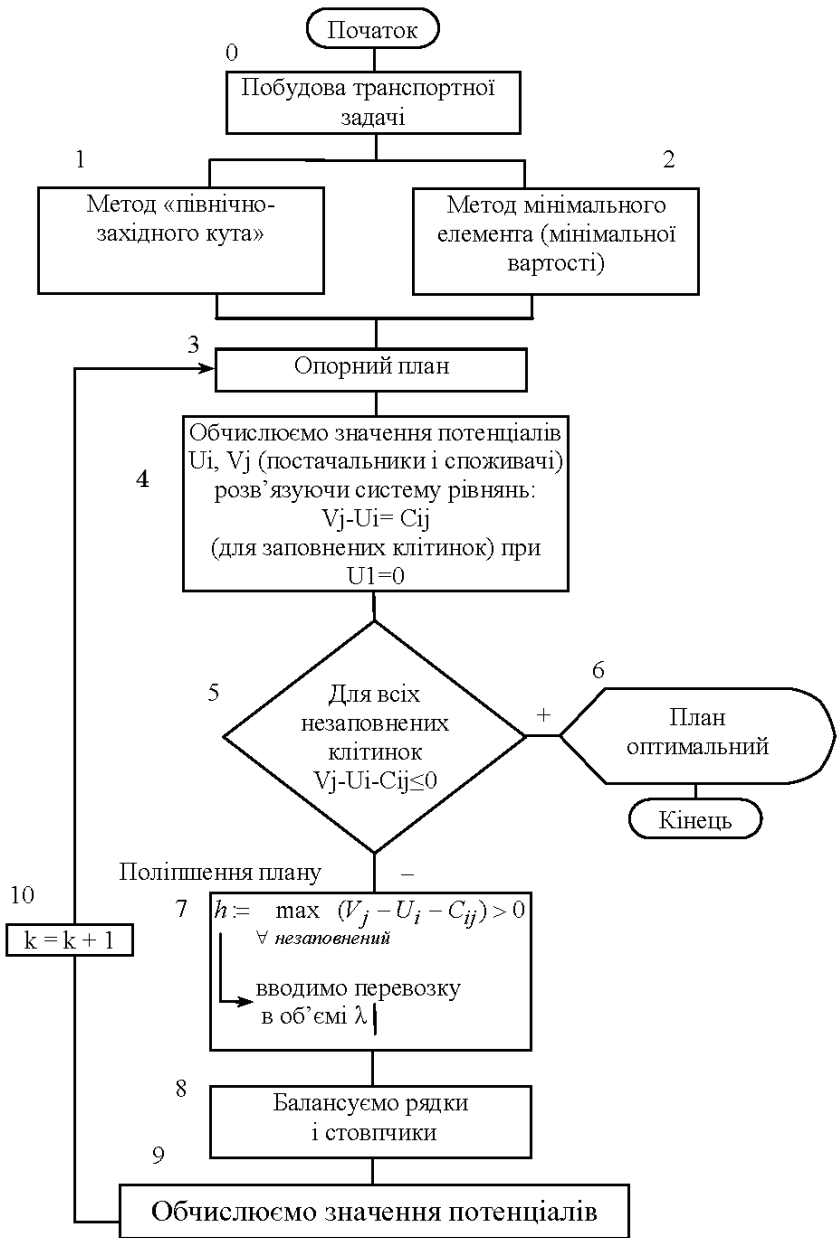 Початок
0
Побудова транспортної
задачі
1
2
Метод «північно-
західного кута»
Метод мінімального
елемента (мінімальної
вартості)
3
Опорний план
4
Обчислюємо значення потенціалів
Ui, Vj (постачальники і споживачі)
розв’язуючи систему рівнянь:
Vj-Ui= Cij
(для заповнених клітинок) при
U1=0
5
Для всіх
незаповнених
клітинок
Vj-Ui-Cij≤0
+
6
План
оптимальний
Кінець
Поліпшення плану
–
7
h := max (V_j − U_i − C_ij) > 0
∀ незаповнений
вводимо перевозку
в об’ємі λ
10
k = k + 1
8
Балансуємо рядки
і стовпчики
9
Обчислюємо значення потенціалів